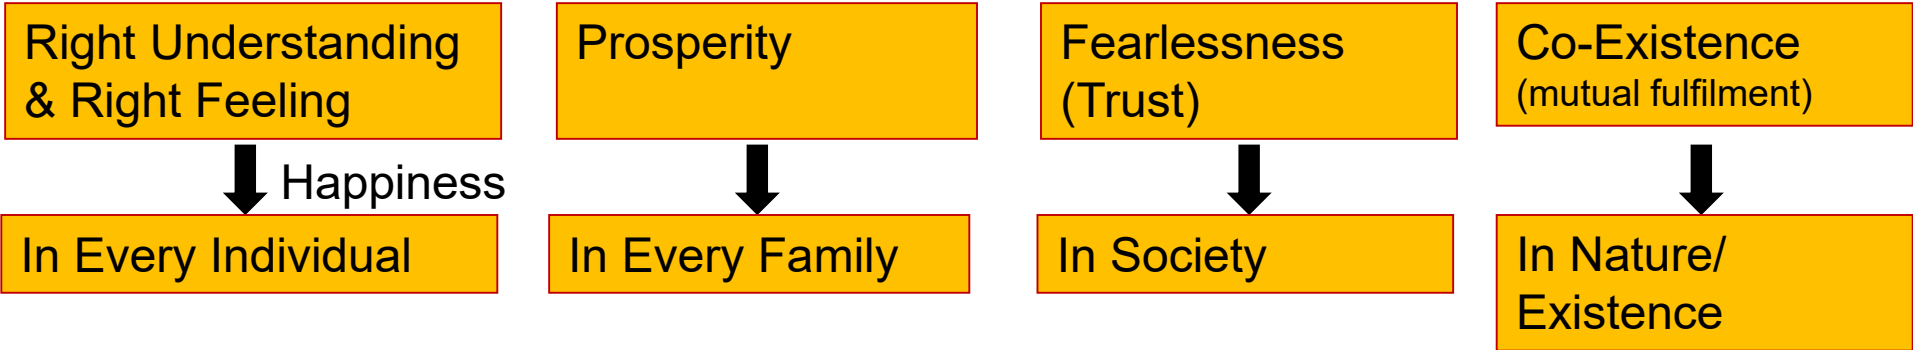 Right Understanding
& Right Feeling
Prosperity
Fearlessness
(Trust)
Co-Existence
(mutual fulfilment)
Happiness
In Every Individual
In Every Family
In Society
In Nature/
Existence